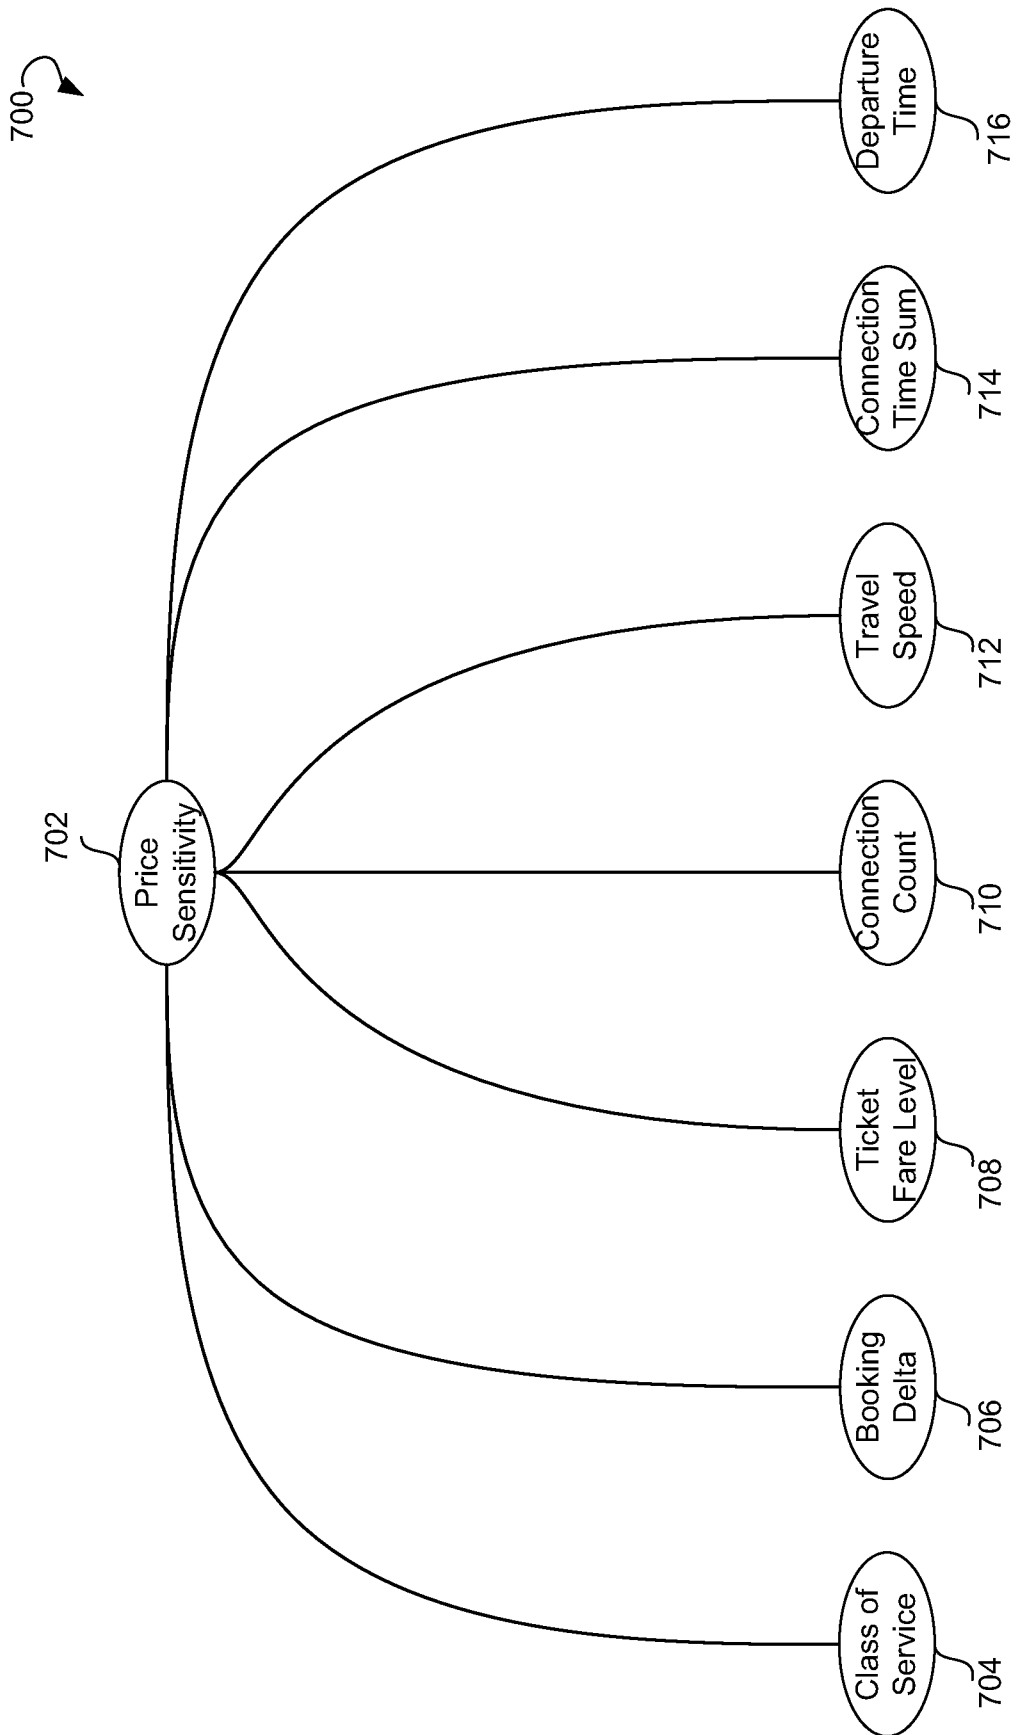 700
702
Price
Sensitivity
Class of
Service
704
Booking
Delta
706
Ticket
Fare Level
708
Connection
Count
710
Travel
Speed
712
Connection
Time Sum
714
Departure
Time
716